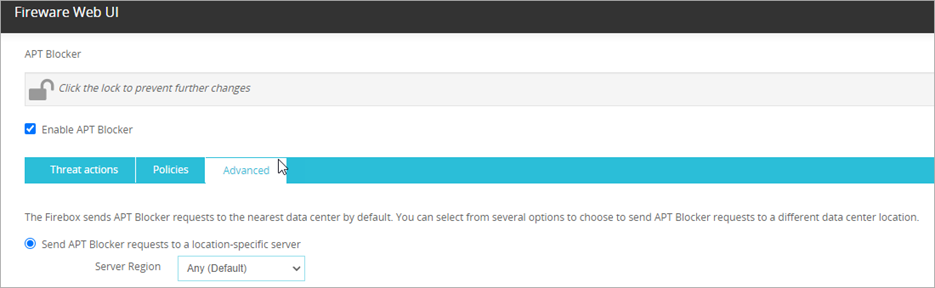 Fireware Web UI
APT Blocker
Click the lock to prevent further changes
Enable APT Blocker
Threat actions Policies Advanced
The Firebox sends APT Blocker requests to the nearest data center by default. You can select from several options to choose to send APT Blocker requests to a different data center location.
Send APT Blocker requests to a location-specific server
Server Region Any (Default)